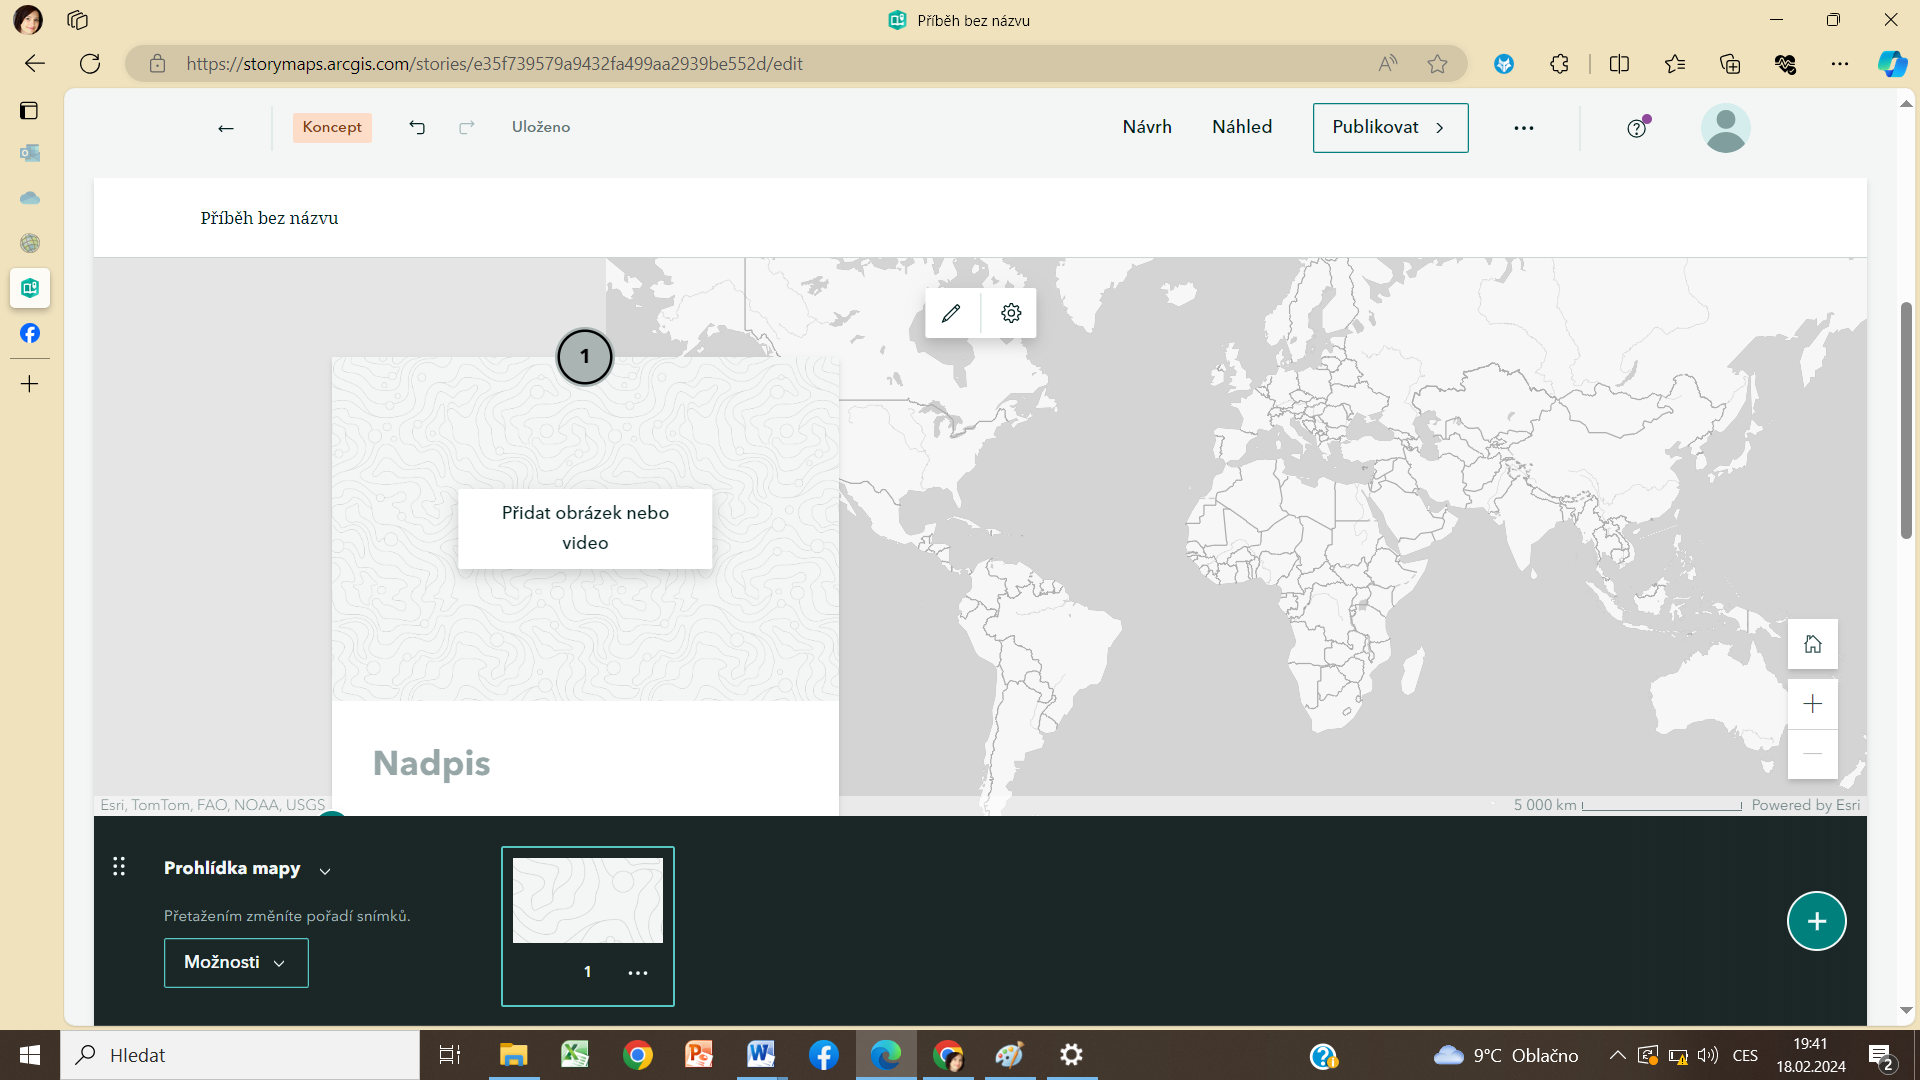 Příběh bez názvu
https://storymaps.arcgis.com/stories/e35f739579a9432fa499aa2939be552d/edit
Koncept
Uloženo
Návrh
Náhled
Publikovat
Příběh bez názvu
1
Přidat obrázek nebo
video
Nadpis
Esri, TomTom, FAO, NOAA, USGS
5 000 km
Powered by Esri
Prohlídka mapy
Přetažením změníte pořadí snímků.
Možnosti
1
Hledat
9°C Oblačno
CES
19:41
18.02.2024
2